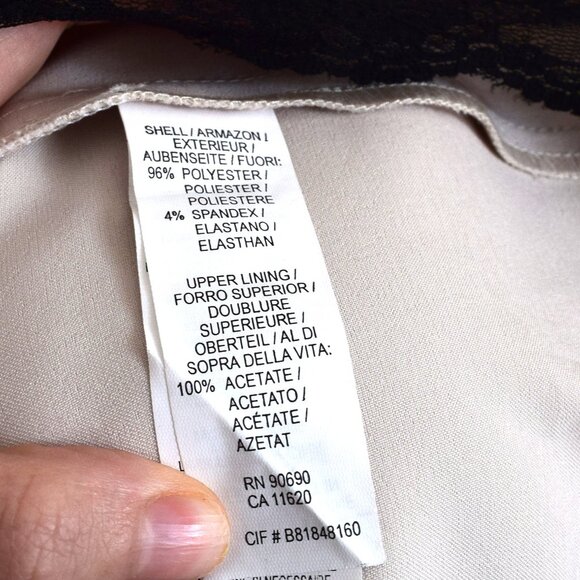 SHELL / ARMAZON /
EXTERIEUR /
AUBENSEITE / FUORI:
96% POLYESTER /
POLIESTER /
POLIESTERE
4% SPANDEX /
ELASTANO /
ELASTHAN
UPPER LINING /
FORRO SUPERIOR /
DOUBLURE
SUPERIEURE /
OBERTEIL / AL DI
SOPRA DELLA VITA:
100% ACETATE /
ACETATO /
ACÉTATE /
AZETAT
RN 90690
CA 11620
CIF # B81848160